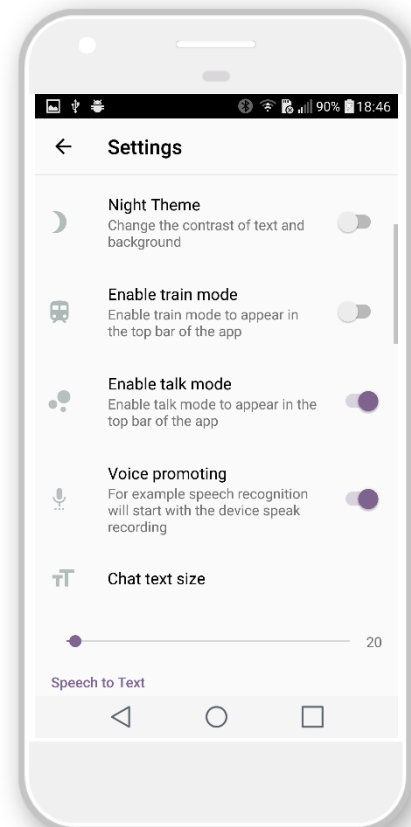 90% 18:46
Settings
Night Theme
Change the contrast of text and
background
Enable train mode
Enable train mode to appear in
the top bar of the app
Enable talk mode
Enable talk mode to appear in the
top bar of the app
Voice promoting
For example speech recognition
will start with the device speak
recording
TT Chat text size
20
Speech to Text